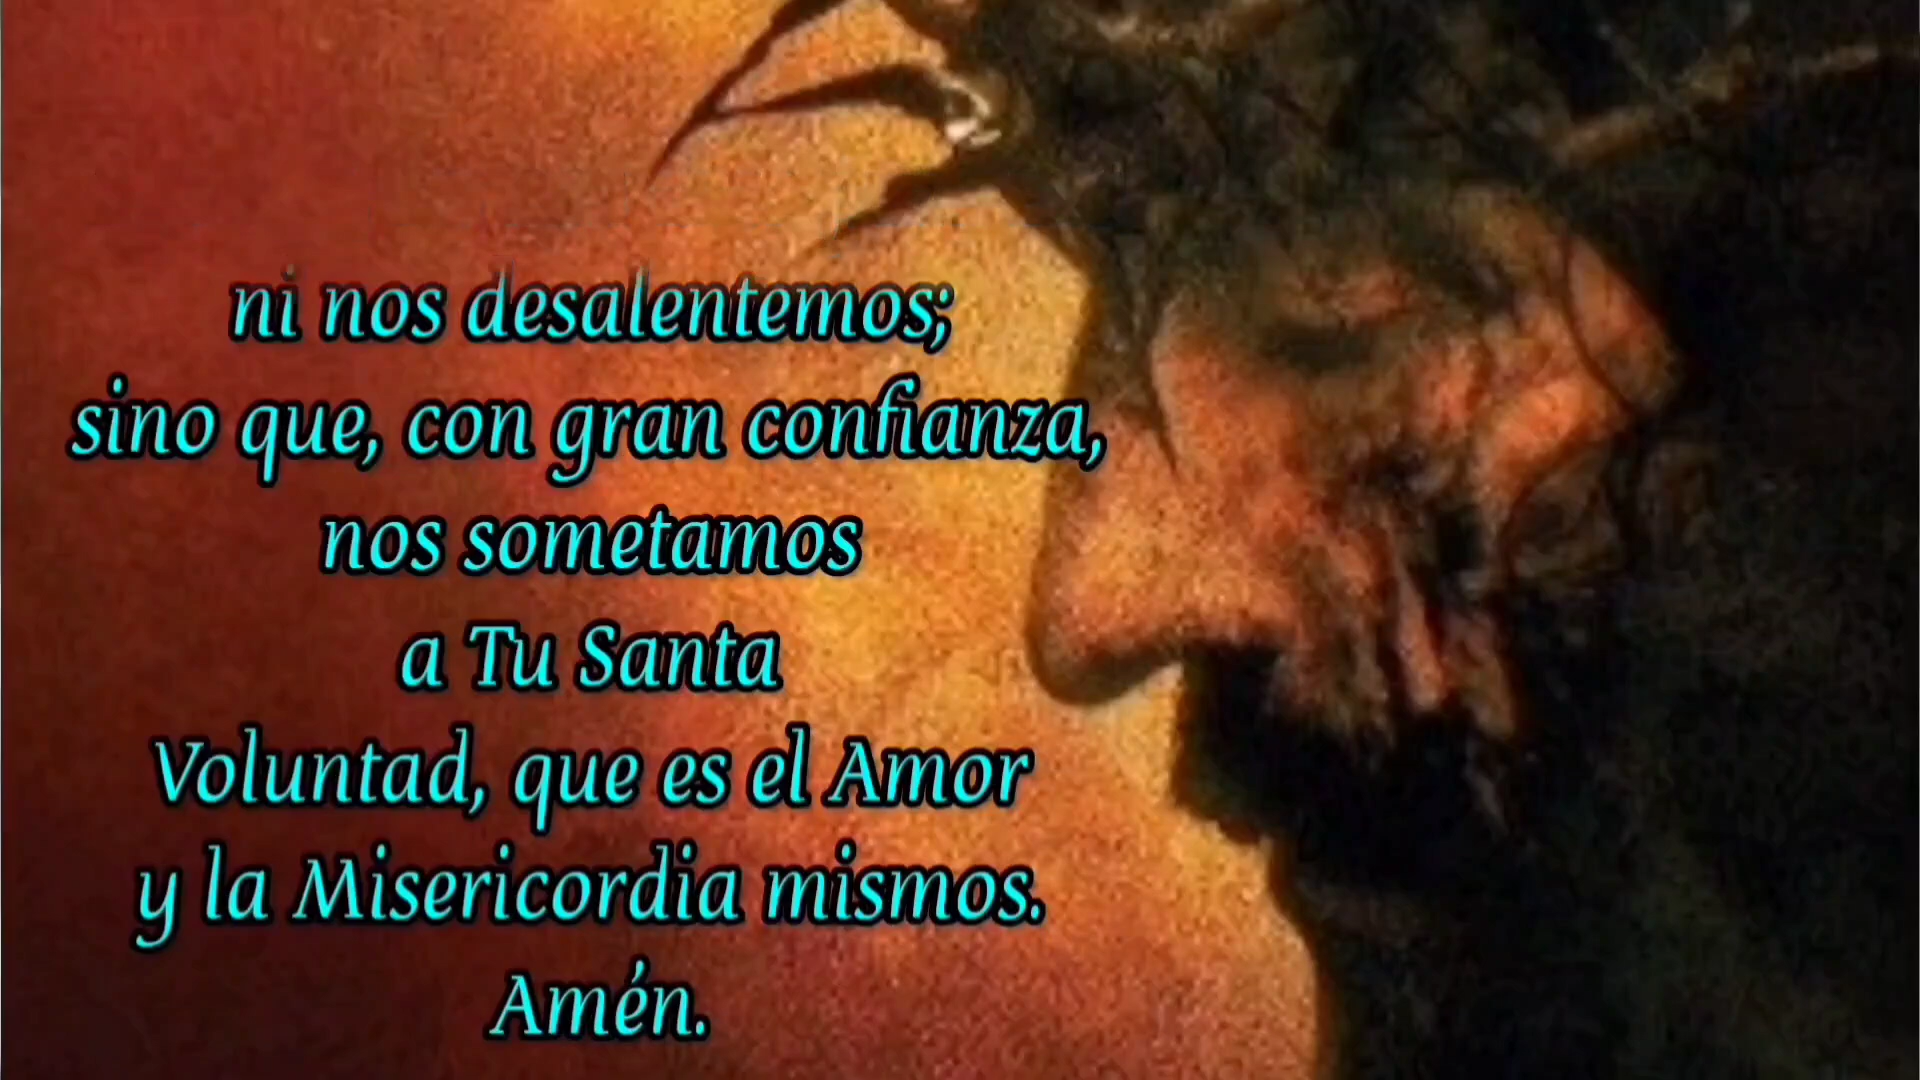 ni nos desalentemos;
sino que, con gran confianza,
nos sometamos
a Tu Santa
Voluntad, que es el Amor
y la Misericordia mismos.
Amén.